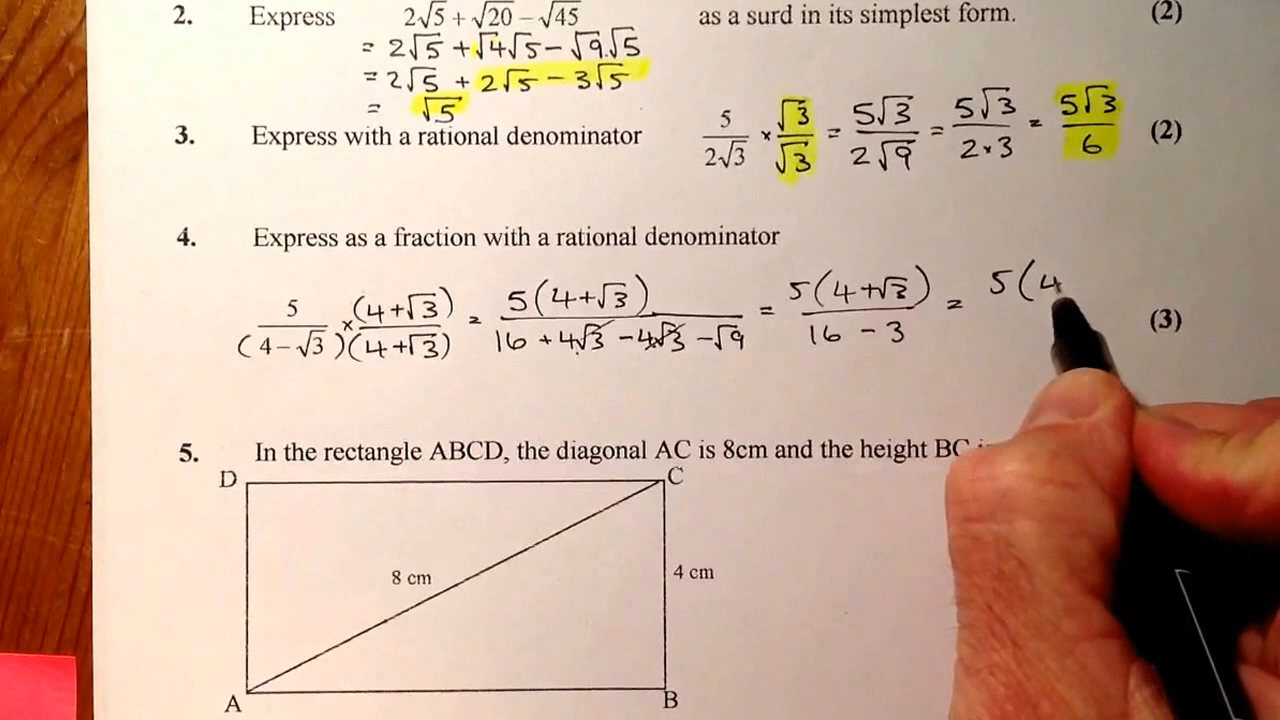 2. Express 2√5 + √20 − √45 as a surd in its simplest form. (2)
= 2√5 + √4√5 − √9.√5
= 2√5 + 2√5 − 3√5
= √5
3. Express with a rational denominator 5/2√3 × √3/√3 = 5√3/2√9 = 5√3/2×3 = 5√3/6 (2)
4. Express as a fraction with a rational denominator
5/(4−√3) × (4+√3)/(4+√3) = 5(4+√3)/16 + 4√3 − 4√3 − √9 = 5(4+√3)/16 − 3 = 5(4 (3)
5. In the rectangle ABCD, the diagonal AC is 8cm and the height BC
D C
8 cm 4 cm
A B